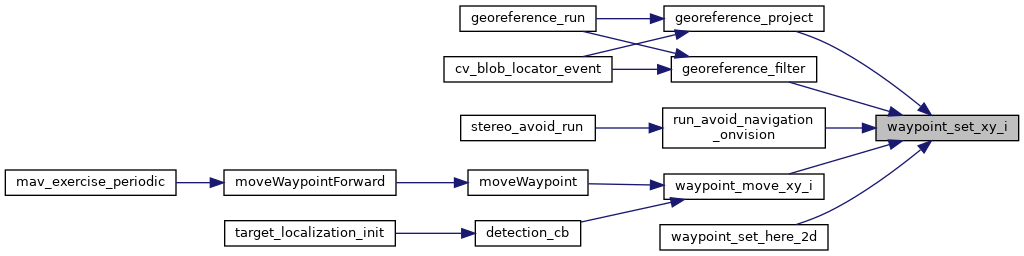 georeference_run
georeference_project
cv_blob_locator_event
georeference_filter
stereo_avoid_run
run_avoid_navigation
_onvision
waypoint_set_xy_i
mav_exercise_periodic
moveWaypointForward
moveWaypoint
waypoint_move_xy_i
target_localization_init
detection_cb
waypoint_set_here_2d